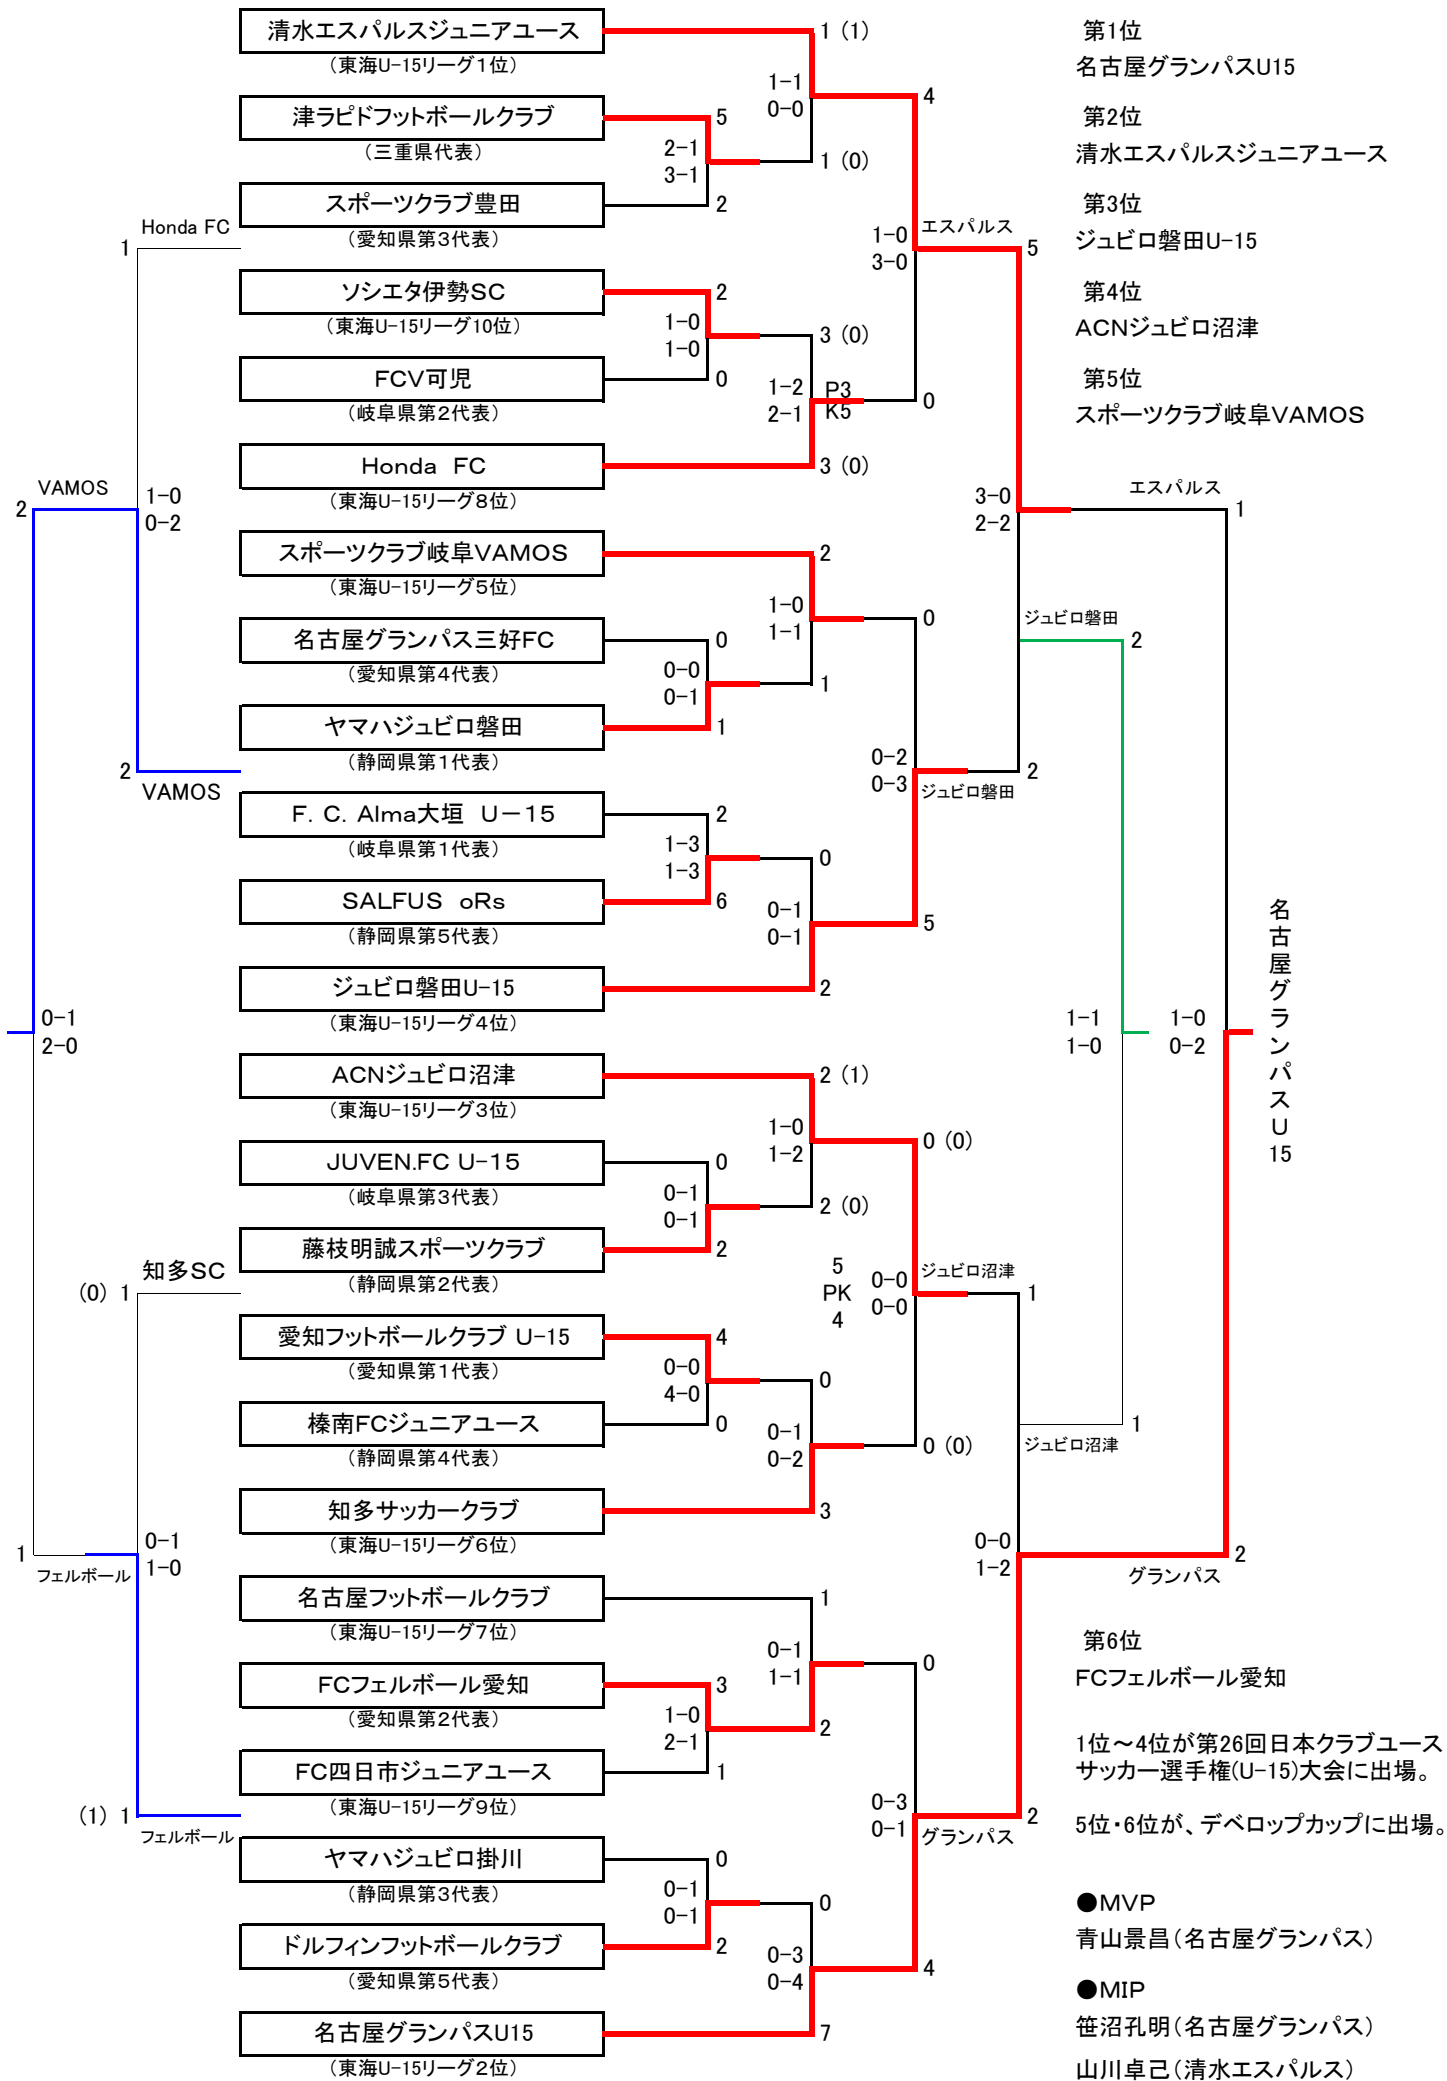 清水エスパルスジュニアユース
（東海U-15リーグ１位）
1 (1)
1-1
0-0
4
津ラピドフットボールクラブ
（三重県代表）
5
2-1
3-1
1 (0)
スポーツクラブ豊田
（愛知県第3代表）
2
Honda FC
1
1-0
3-0
エスパルス
5
ソシエタ伊勢SC
（東海U-15リーグ10位）
2
1-0
1-0
3 (0)
FCV可児
（岐阜県第2代表）
0
1-2
2-1
P3
K5
0
Honda　FC
（東海U-15リーグ8位）
3 (0)
VAMOS
2
1-0
0-2
3-0
2-2
エスパルス
1
スポーツクラブ岐阜VAMOS
（東海U-15リーグ５位）
2
1-0
1-1
0
名古屋グランパス三好FC
（愛知県第４代表）
0
0-0
0-1
1
ジュビロ磐田
2
ヤマハジュビロ磐田
（静岡県第１代表）
1
2
VAMOS
0-2
0-3
ジュビロ磐田
2
F. C. Alma大垣　U－15
（岐阜県第１代表）
2
1-3
1-3
0
SALFUS　oRs
（静岡県第５代表）
6
0-1
0-1
5
ジュビロ磐田U-15
（東海U-15リーグ４位）
2
0-1
2-0
1-1
1-0
1-0
0-2
名古屋グランパスU15
ACNジュビロ沼津
（東海U-15リーグ３位）
2 (1)
1-0
1-2
0 (0)
JUVEN.FC U-15
（岐阜県第３代表）
0
0-1
0-1
2 (0)
藤枝明誠スポーツクラブ
（静岡県第２代表）
2
知多SC
(0) 1
5
PK
4
0-0
0-0
ジュビロ沼津
1
愛知フットボールクラブ U-15
（愛知県第１代表）
4
0-0
4-0
0
榛南FCジュニアユース
（静岡県第４代表）
0
0-1
0-2
0 (0)
ジュビロ沼津
1
知多サッカークラブ
（東海U-15リーグ６位）
3
1
フェルボール
0-1
1-0
0-0
1-2
グランパス
2
名古屋フットボールクラブ
（東海U-15リーグ７位）
1
0-1
1-1
0
FCフェルボール愛知
（愛知県第２代表）
3
1-0
2-1
2
FC四日市ジュニアユース
（東海U-15リーグ９位）
1
(1) 1
フェルボール
0-3
0-1
グランパス
2
ヤマハジュビロ掛川
（静岡県第３代表）
0
0-1
0-1
0
ドルフィンフットボールクラブ
（愛知県第５代表）
2
0-3
0-4
4
名古屋グランパスU15
（東海U-15リーグ２位）
7
第1位
名古屋グランパスU15
第2位
清水エスパルスジュニアユース
第3位
ジュビロ磐田U-15
第4位
ACNジュビロ沼津
第5位
スポーツクラブ岐阜VAMOS
第6位
FCフェルボール愛知
1位～4位が第26回日本クラブユース
サッカー選手権(U-15)大会に出場。
5位・6位が、デベロップカップに出場。
●MVP
青山景昌（名古屋グランパス）
●MIP
笹沼孔明（名古屋グランパス）
山川卓己（清水エスパルス）